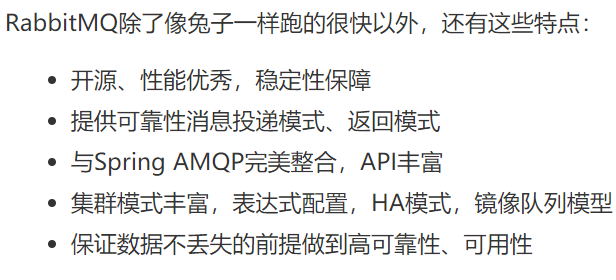 RabbitMQ除了像兔子一样跑的很快以外，还有这些特点：
• 开源、性能优秀，稳定性保障
• 提供可靠性消息投递模式、返回模式
• 与Spring AMQP完美整合，API丰富
• 集群模式丰富，表达式配置，HA模式，镜像队列模型
• 保证数据不丢失的前提做到高可靠性、可用性